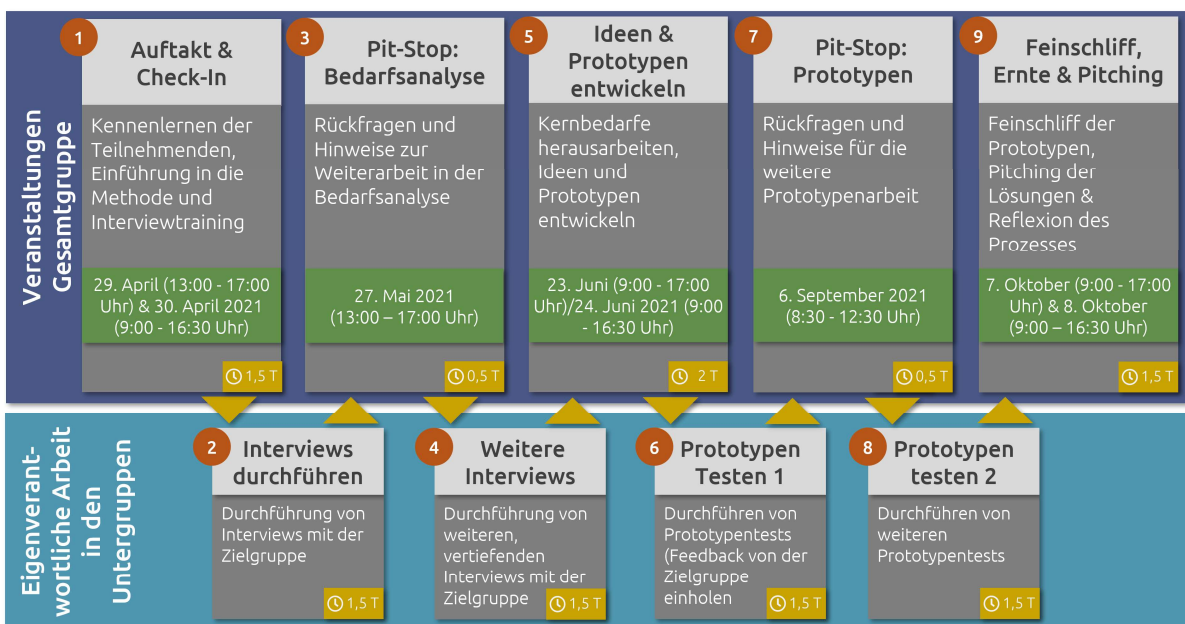 Veranstaltungen
Gesamtgruppe
1
Auftakt &
Check-In
Kennenlernen der
Teilnehmenden,
Einführung in die
Methode und
Interviewtraining
29. April (13:00 - 17:00
Uhr) & 30. April 2021
(9:00 - 16:30 Uhr)
1,5 T
3
Pit-Stop:
Bedarfsanalyse
Rückfragen und
Hinweise zur
Weiterarbeit in der
Bedarfsanalyse
27. Mai 2021
(13:00 – 17:00 Uhr)
0,5 T
5
Ideen &
Prototypen
entwickeln
Kernbedarfe
herausarbeiten,
Ideen und
Prototypen
entwickeln
23. Juni (9:00 - 17:00
Uhr)/24. Juni 2021 (9:00
- 16:30 Uhr)
2 T
7
Pit-Stop:
Prototypen
Rückfragen und
Hinweise für die
weitere
Prototypenarbeit
6. September 2021
(8:30 - 12:30 Uhr)
0,5 T
9
Feinschliff,
Ernte & Pitching
Feinschliff der
Prototypen,
Pitching der
Lösungen &
Reflexion des
Prozesses
7. Oktober (9:00 - 17:00
Uhr) & 8. Oktober
(9:00 – 16:30 Uhr)
1,5 T
Eigenverant-
wortliche Arbeit
in den
Untergruppen
2
Interviews
durchführen
Durchführung von
Interviews mit der
Zielgruppe
1,5 T
4
Weitere
Interviews
Durchführung von
weiteren,
vertiefenden
Interviews mit der
Zielgruppe
1,5 T
6
Prototypen
Testen 1
Durchführen von
Prototypentests
(Feedback von der
Zielgruppe
einholen
1,5 T
8
Prototypen
testen 2
Durchführen von
weiteren
Prototypentests
1,5 T